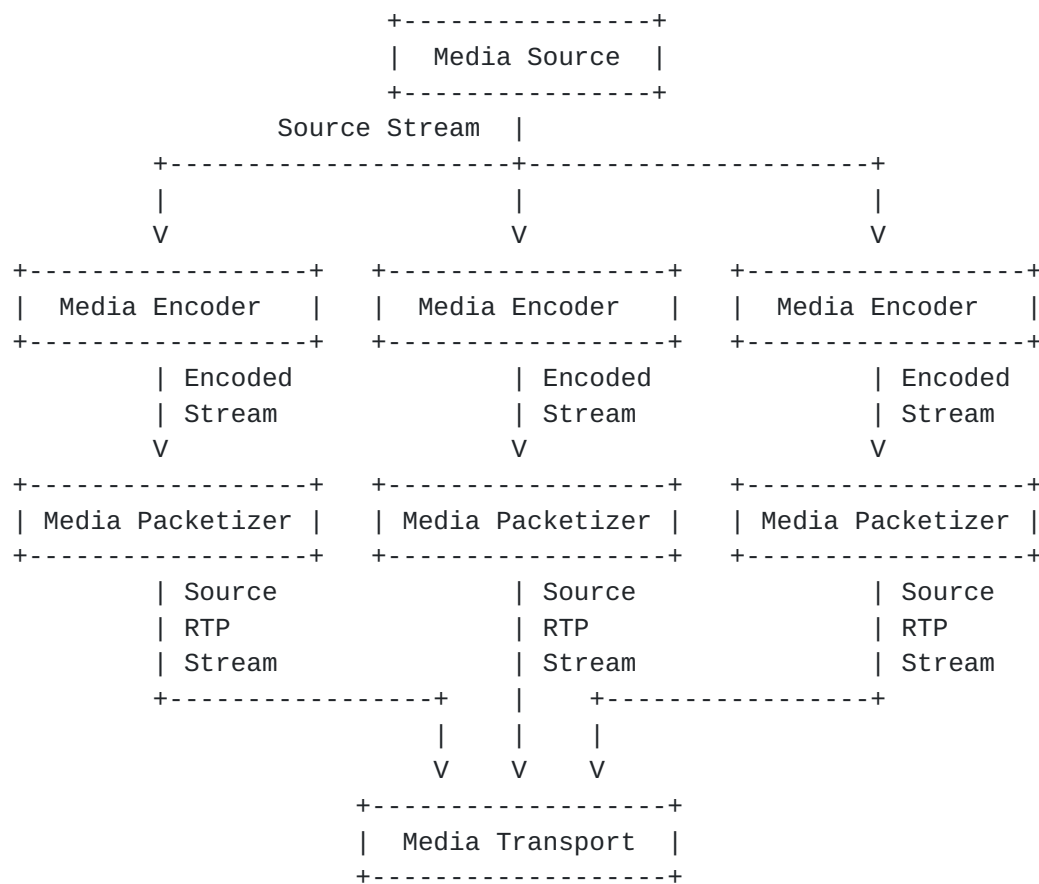 Media Source
Source Stream
Media Encoder Media Encoder Media Encoder
Encoded Encoded Encoded
Stream Stream Stream
Media Packetizer Media Packetizer Media Packetizer
Source Source Source
RTP RTP RTP
Stream Stream Stream
Media Transport